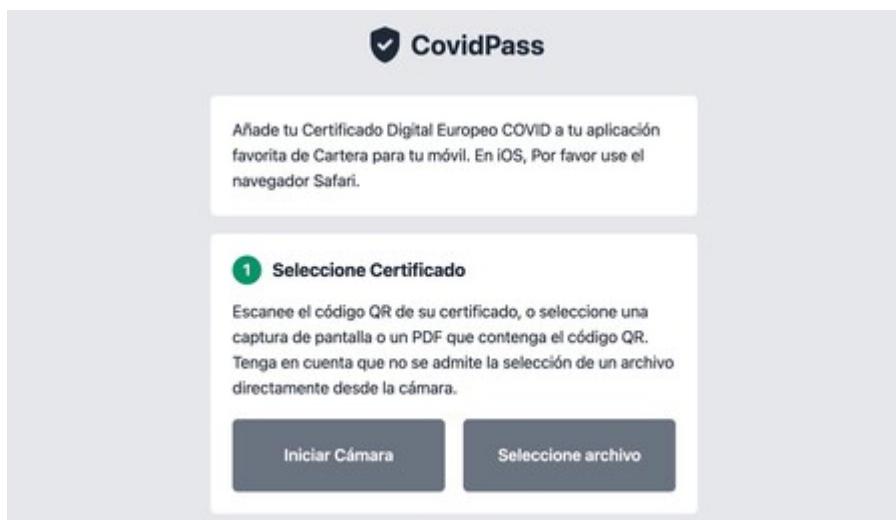 CovidPass
Añade tu Certificado Digital Europeo COVID a tu aplicación
favorita de Cartera para tu móvil. En iOS, Por favor use el
navegador Safari.
1 Seleccione Certificado
Escanee el código QR de su certificado, o seleccione una
captura de pantalla o un PDF que contenga el código QR.
Tenga en cuenta que no se admite la selección de un archivo
directamente desde la cámara.
Iniciar Cámara Seleccione archivo